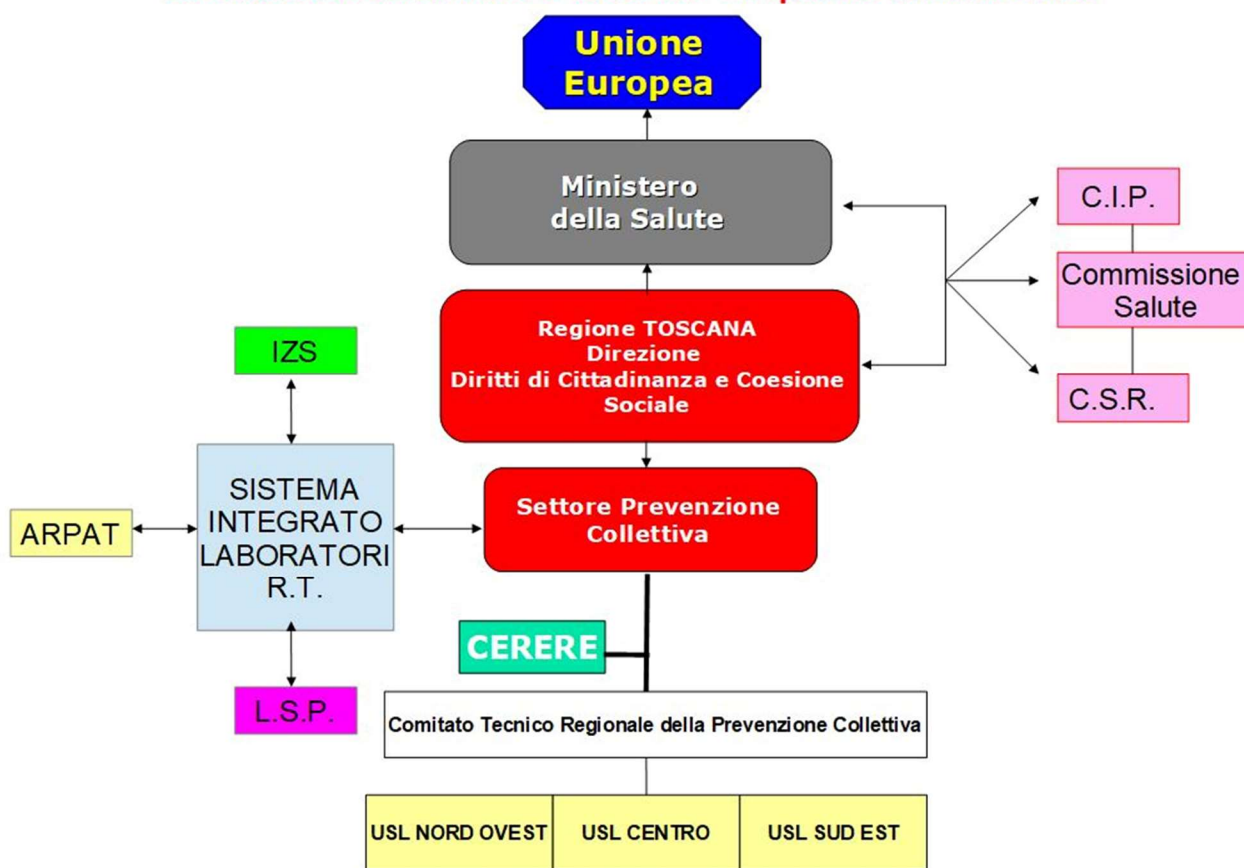 Unione
Europea
Ministero
della Salute
C.I.P.
Commissione
Salute
C.S.R.
Regione TOSCANA
Direzione
Diritti di Cittadinanza e Coesione
Sociale
IZS
SISTEMA
INTEGRATO
LABORATORI
R.T.
ARPAT
L.S.P.
Settore Prevenzione
Collettiva
CERERE
Comitato Tecnico Regionale della Prevenzione Collettiva
USL NORD OVEST
USL CENTRO
USL SUD EST